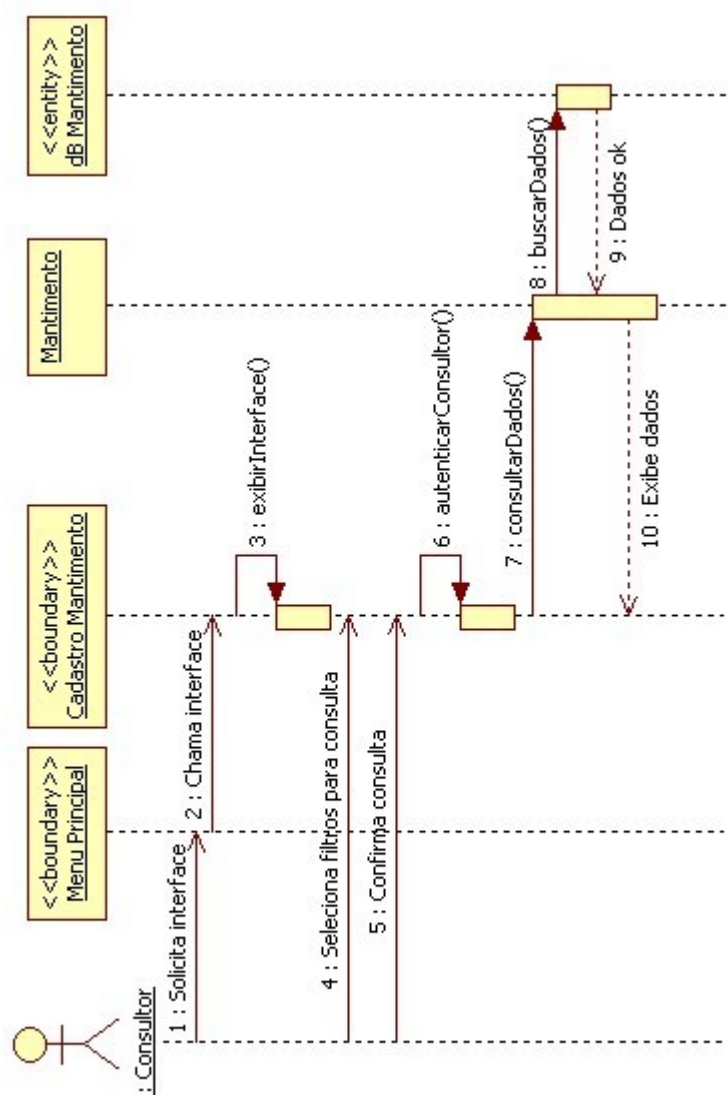 : Consultor
<<boundary>>
Menu Principal
<<boundary>>
Cadastro Mantimento
Mantimento
<<entity>>
dB Mantimento
1 : Solicita interface
2 : Chama interface
3 : exibirInterface()
4 : Seleciona filtros para consulta
5 : Confirma consulta
6 : autenticarConsultor()
7 : consultarDados()
8 : buscarDados()
9 : Dados ok
10 : Exibe dados